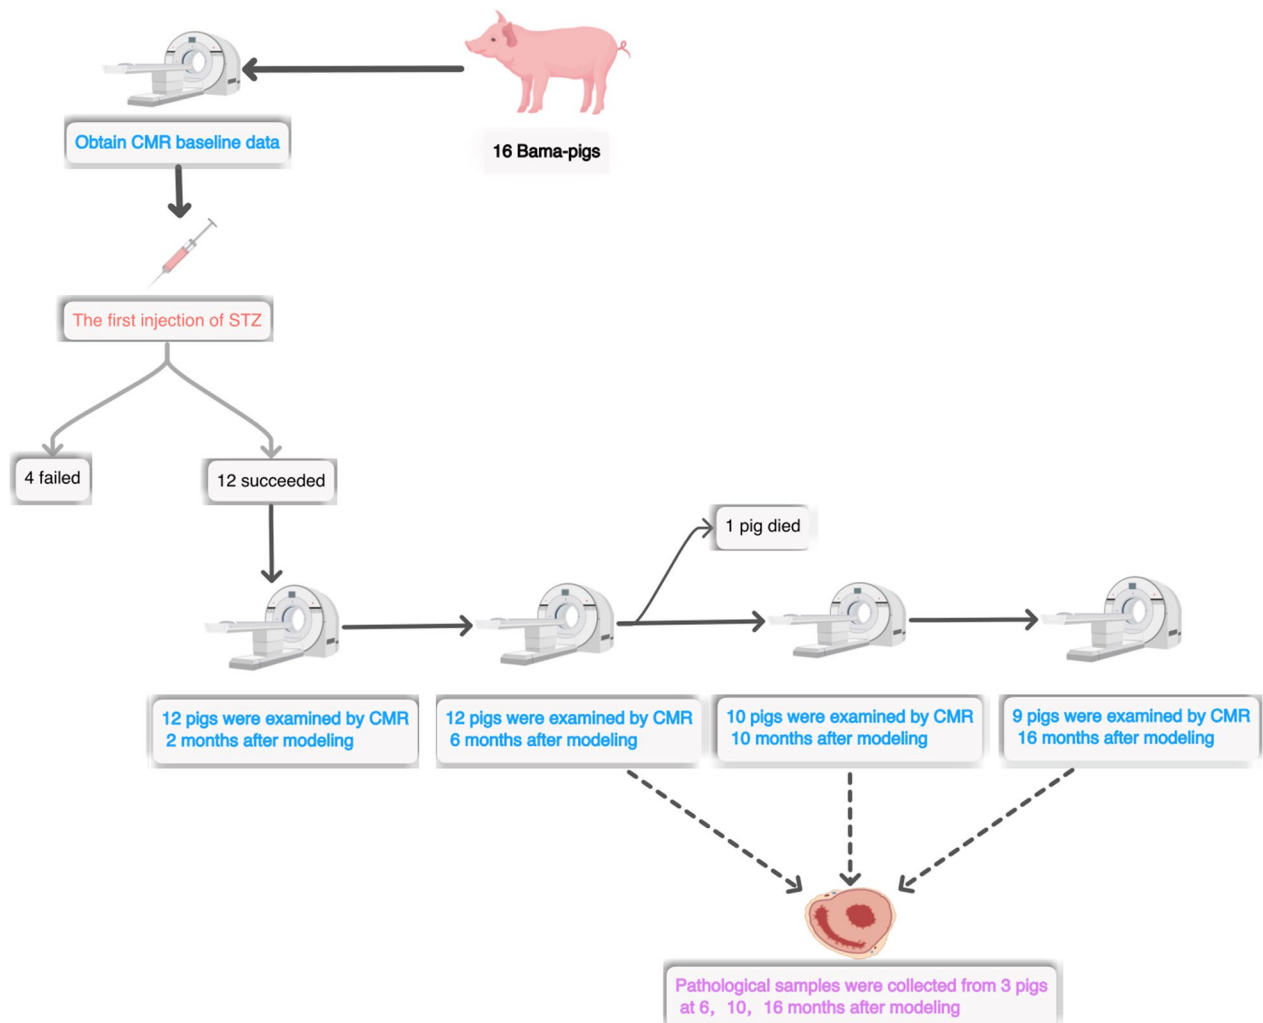 16 Bama-pigs
Obtain CMR baseline data
The first injection of STZ
4 failed
12 succeeded
1 pig died
12 pigs were examined by CMR
2 months after modeling
12 pigs were examined by CMR
6 months after modeling
10 pigs were examined by CMR
10 months after modeling
9 pigs were examined by CMR
16 months after modeling
Pathological samples were collected from 3 pigs
at 6, 10, 16 months after modeling